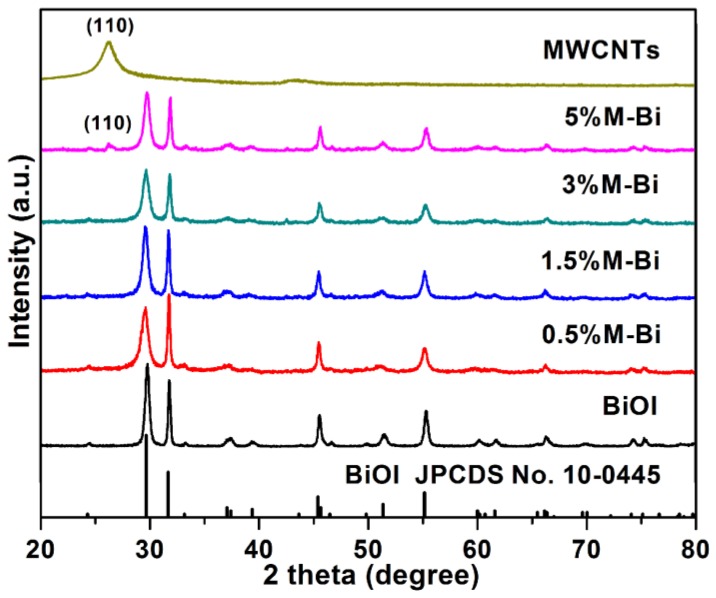 (110)
MWCNTs
(110)
5%M-Bi
3%M-Bi
1.5%M-Bi
0.5%M-Bi
BiOI
BiOI JPCDS No. 10-0445
Intensity (a.u.)
20 30 40 50 60 70 80
2 theta (degree)